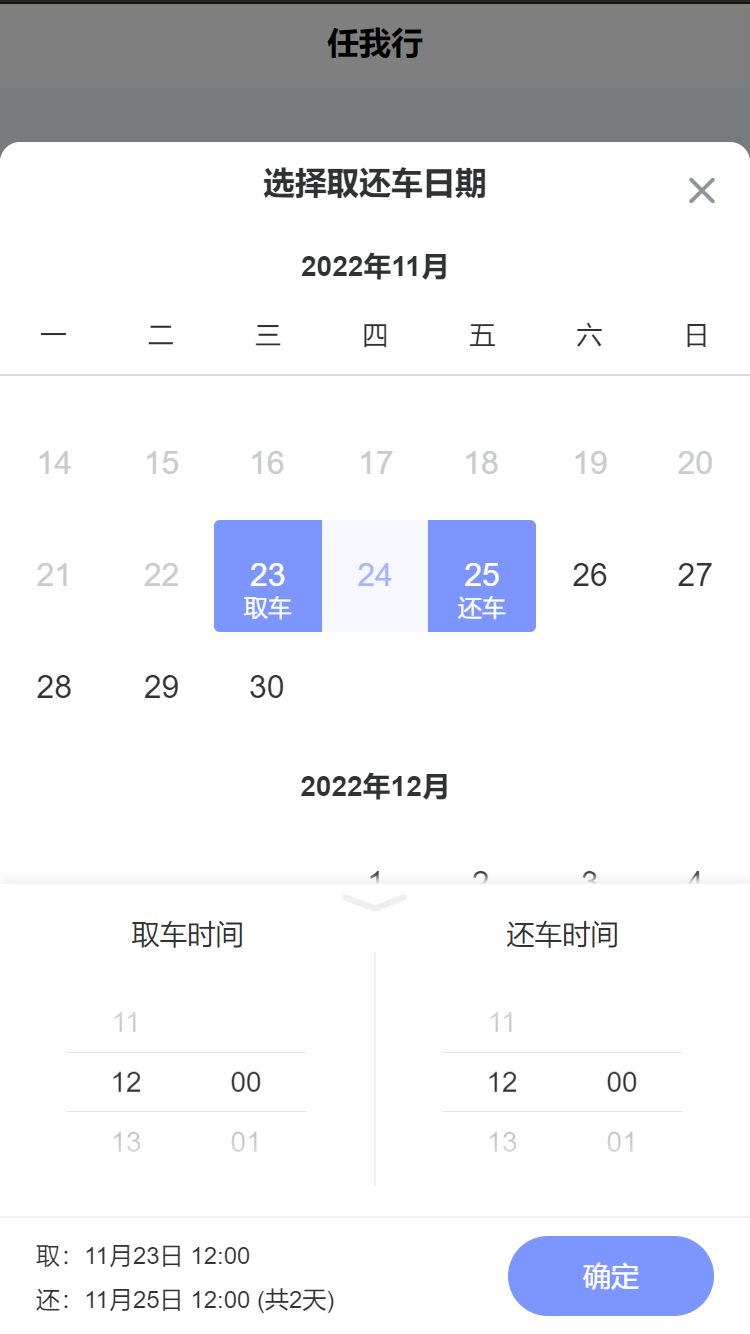 任我行
选择取还车日期
2022年11月
一 二 三 四 五 六 日
14 15 16 17 18 19 20
21 22 23 24 25 26 27
取车 还车
28 29 30
2022年12月
1 2 3 4
取车时间 还车时间
11 11
12 00 12 00
13 01 13 01
取：11月23日 12:00
还：11月25日 12:00 (共2天)
确定